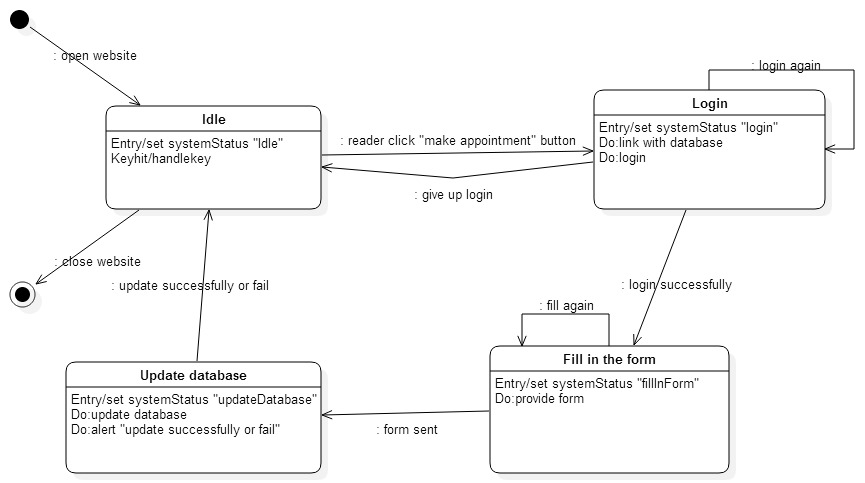 : open website
Idle
Entry/set systemStatus "Idle"
Keyhit/handlekey
: reader click "make appointment" button
: give up login
: login again
Login
Entry/set systemStatus "login"
Do:link with database
Do:login
: close website
: update successfully or fail
: login successfully
: fill again
Fill in the form
Entry/set systemStatus "fillInForm"
Do:provide form
Update database
Entry/set systemStatus "updateDatabase"
Do:update database
Do:alert "update successfully or fail"
: form sent